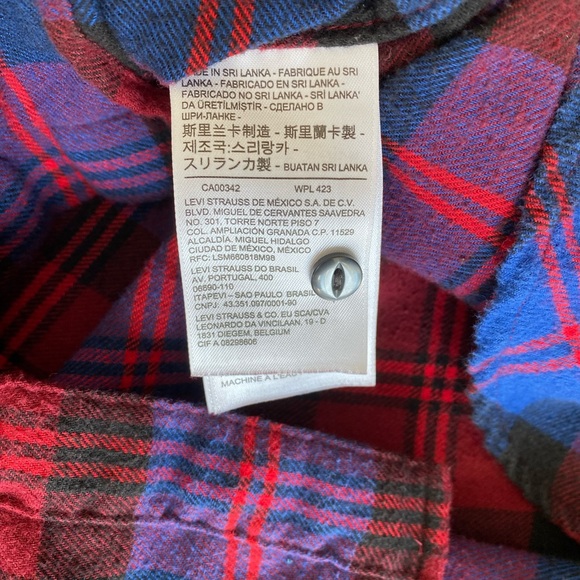 MADE IN SRI LANKA - FABRIQUE AU SRI
LANKA - FABRICADO EN SRI LANKA -
FABRICADO NO SRI LANKA - SRI LANKA'
DA ÜRETİLMİŞTİR - СДЕЛАНО В
ШРИ-ЛАНКЕ -
斯里兰卡制造 - 斯里蘭卡製 -
제조국:스리랑카 -
スリランカ製 - BUATAN SRI LANKA
CA00342 WPL 423
LEVI STRAUSS DE MÉXICO S.A. DE C.V.
BLVD. MIGUEL DE CERVANTES SAAVEDRA
NO. 301, TORRE NORTE PISO 7
COL. AMPLIACIÓN GRANADA C.P. 11529
ALCALDÍA. MIGUEL HIDALGO
CIUDAD DE MÉXICO, MÉXICO
RFC: LSM660818M98
LEVI STRAUSS DO BRASIL
AV. PORTUGAL, 400
06690-110
ITAPEVI – SAO PAULO BRASIL
CNPJ: 43.351.097/0001-90
LEVI STRAUSS & CO. EU SCA/CVA
LEONARDO DA VINCILAAN, 19 - D
1831 DIEGEM, BELGIUM
CIF A 08298606
MACHINE À L'EAU